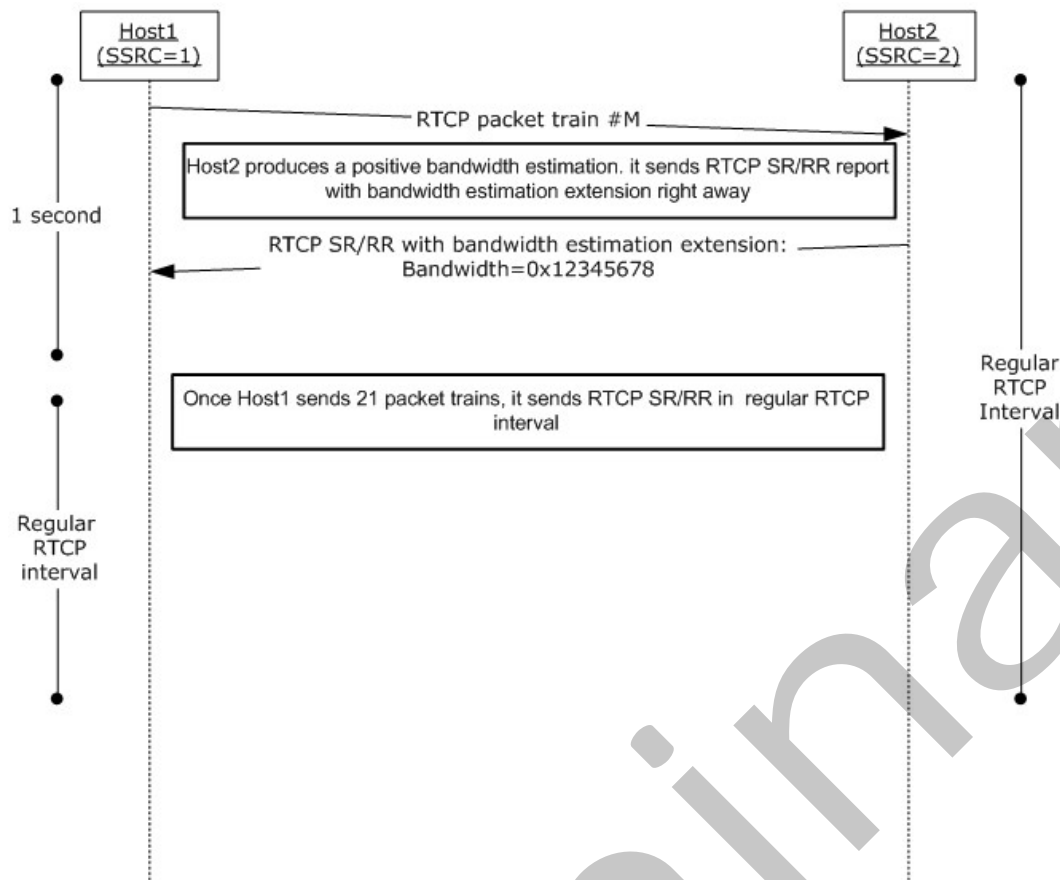 Host1
(SSRC=1)
Host2
(SSRC=2)
RTCP packet train #M
Host2 produces a positive bandwidth estimation. it sends RTCP SR/RR report
with bandwidth estimation extension right away
1 second
RTCP SR/RR with bandwidth estimation extension:
Bandwidth=0x12345678
Regular
RTCP
Interval
Once Host1 sends 21 packet trains, it sends RTCP SR/RR in regular RTCP
interval
Regular
RTCP
interval